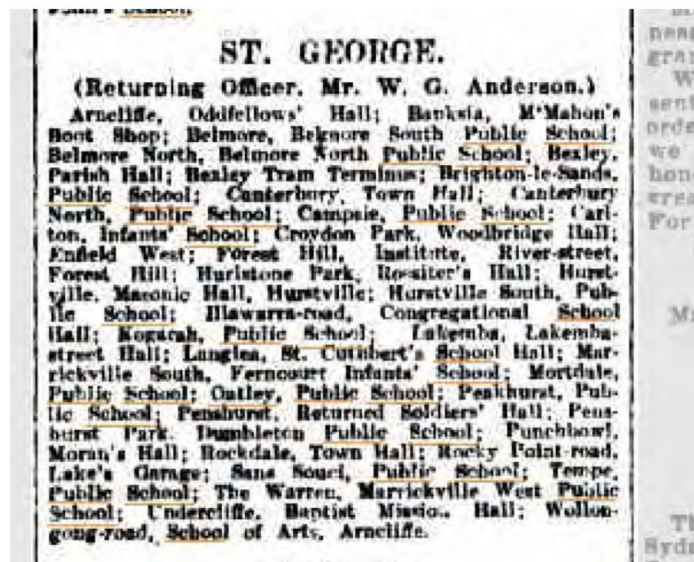 School
ST. GEORGE.
(Returning Officer, Mr. W. G. Anderson.)
Arncliffe, Oddfellows' Hall; Banksia, M'Mahon's
Boot Shop; Belmore, Belmore South Public School;
Belmore North, Belmore North Public School; Bexley,
Parish Hall; Bexley Tram Terminus; Brighton-le-Sands,
Public School; Canterbury, Town Hall; Canterbury
North, Public School; Campsie, Public School; Carl-
ton, Infants' School; Croydon Park, Woodbridge Hall;
Enfield West; Forest Hill, Institute, River-street,
Forest Hill; Hurlstone Park, Rossiter's Hall; Hurst-
ville, Masonic Hall, Hurstville; Hurstville South, Pub-
lic School; Illawarra-road, Congregational School
Hall; Kogarah, Public School; Lakemba, Lakemba-
street Hall; Langlea, St. Cuthbert's School Hall; Mar-
rickville South, Ferncourt Infants' School; Mortdale,
Public School; Oatley, Public School; Peakhurst, Pub-
lic School; Penshurst, Returned Soldiers' Hall; Pens-
hurst Park, Dumbleton Public School; Punchbowl,
Moran's Hall; Rockdale, Town Hall; Rocky Point-road,
Lake's Garage; Sans Souci, Public School; Tempe,
Public School; The Warren, Marrickville West Public
School; Undercliffe, Baptist Mission Hall; Wollon-
gong-road, School of Arts, Arncliffe.